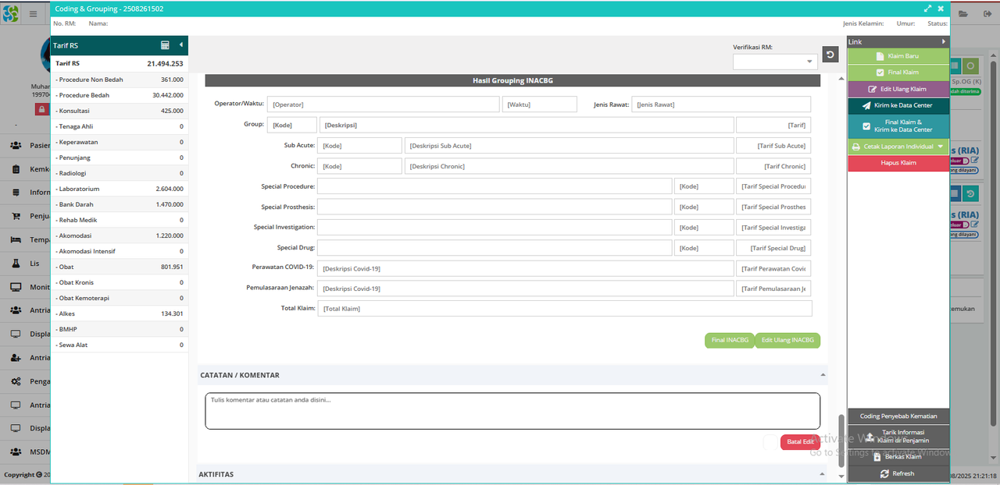 Coding & Grouping - 2508261502
No. RM: Nama: Jenis Kelamin: Umur: Status:
Tarif RS
Tarif RS 21.494.253
- Procedure Non Bedah 361.000
- Procedure Bedah 30.442.000
- Konsultasi 425.000
- Tenaga Ahli 0
- Keperawatan 0
- Penunjang 0
- Radiologi 0
- Laboratorium 2.604.000
- Bank Darah 1.470.000
- Rehab Medik 0
- Akomodasi 1.220.000
- Akomodasi Intensif 0
- Obat 801.951
- Obat Kronis 0
- Obat Kemoterapi 0
- Alkes 134.301
- BMHP 0
- Sewa Alat 0
Verifikasi RM:
Hasil Grouping INACBG
Operator/Waktu: [Operator] [Waktu] Jenis Rawat: [Jenis Rawat]
Group: [Kode] [Deskripsi] [Tarif]
Sub Acute: [Kode] [Deskripsi Sub Acute] [Tarif Sub Acute]
Chronic: [Kode] [Deskripsi Chronic] [Tarif Chronic]
Special Procedure: [Kode] [Tarif Special Procedu
Special Prosthesis: [Kode] [Tarif Special Prosthes
Special Investigation: [Kode] [Tarif Special Investiga
Special Drug: [Kode] [Tarif Special Drug]
Perawatan COVID-19: [Deskripsi Covid-19] [Tarif Perawatan Covi
Pemulasaraan Jenazah: [Deskripsi Covid-19] [Tarif Pemulasaraan Je
Total Klaim: [Total Klaim]
Final INACBG Edit Ulang INACBG
CATATAN / KOMENTAR
Tulis komentar atau catatan anda disini...
Batal Edit
AKTIFITAS
Link
Klaim Baru
Final Klaim
Edit Ulang Klaim
Kirim ke Data Center
Final Klaim &
Kirim ke Data Center
Cetak Laporan Individual
Hapus Klaim
Coding Penyebab Kematian
Tarik Informasi
Klaim dr Penjamin
Berkas Klaim
Refresh
Activate Windows
Go to Settings to activate Window
Muhar
19970
-
Pasier
Kemk
Inforn
Penju
Temp
Lis
Monit
Antria
Displa
Antria
Penga
Antria
Displa
MSDM
Copyright © 20
Sp.OG (K)
dah diterima
s (RIA)
eluar
ng dilayani
s (RIA)
eluar
ng dilayani
temukan
08/2025 21:21:18